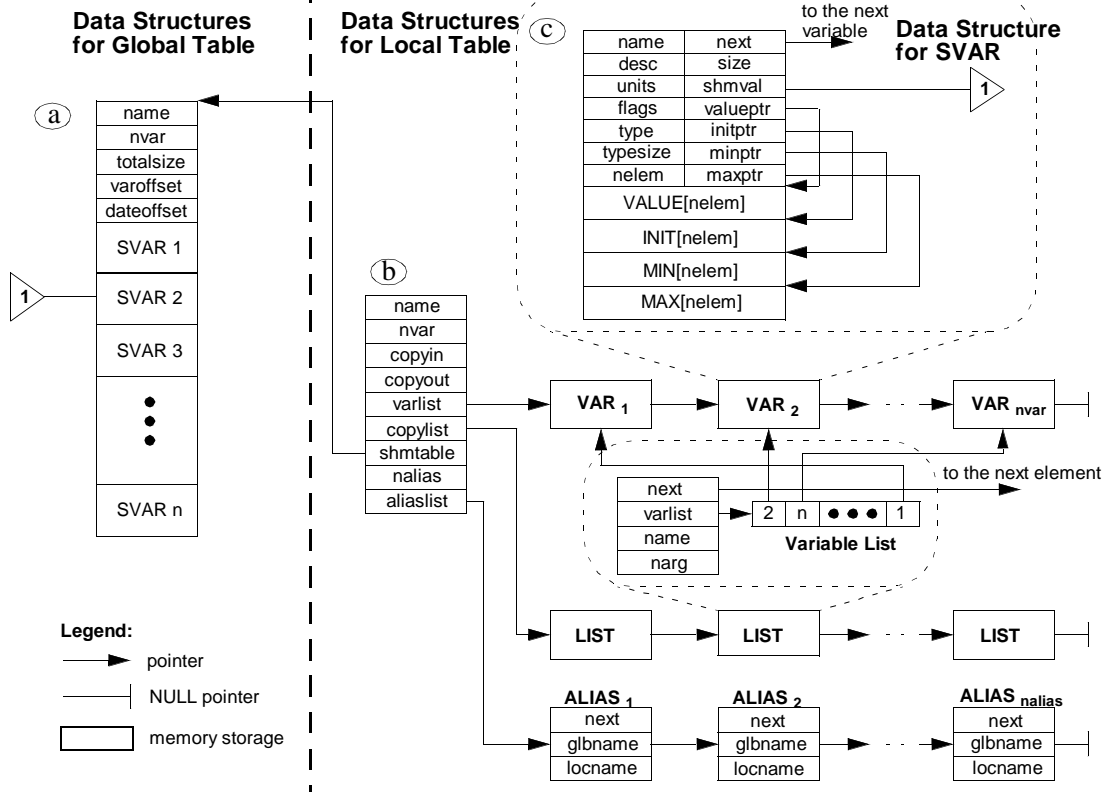 Data Structures
for Global Table
a
name
nvar
totalsize
varoffset
dateoffset
SVAR 1
SVAR 2
SVAR 3
SVAR n
1
Legend:
pointer
NULL pointer
memory storage
Data Structures
for Local Table
b
name
nvar
copyin
copyout
varlist
copylist
shmtable
nalias
aliaslist
c
Data Structure
for SVAR
to the next
variable
name next
desc size
units shmval
flags valueptr
type initptr
typesize minptr
nelem maxptr
VALUE[nelem]
INIT[nelem]
MIN[nelem]
MAX[nelem]
1
VAR 1
VAR 2
VAR nvar
to the next element
next
varlist
name
narg
2 n 1
Variable List
LIST
LIST
LIST
ALIAS 1
next
glbname
locname
ALIAS 2
next
glbname
locname
ALIAS nalias
next
glbname
locname